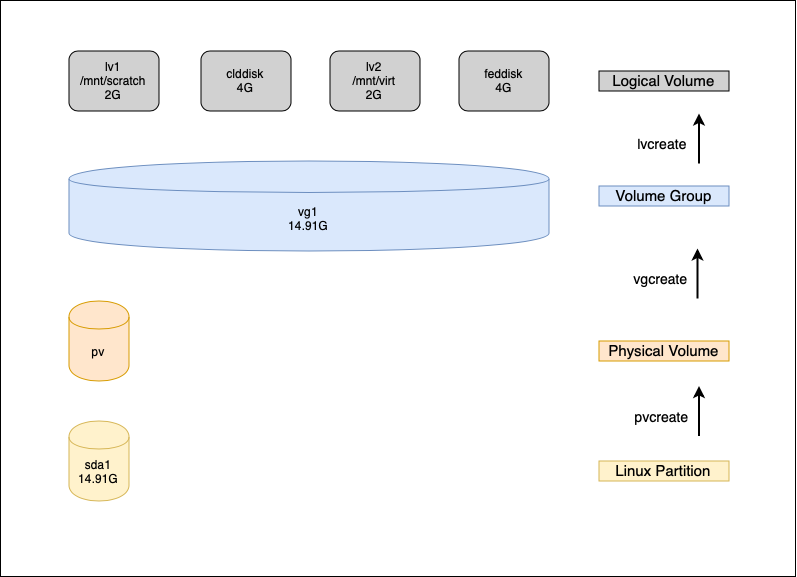 lv1
/mnt/scratch
2G
clddisk
4G
lv2
/mnt/virt
2G
feddisk
4G
Logical Volume
lvcreate
vg1
14.91G
Volume Group
vgcreate
pv
Physical Volume
pvcreate
sda1
14.91G
Linux Partition